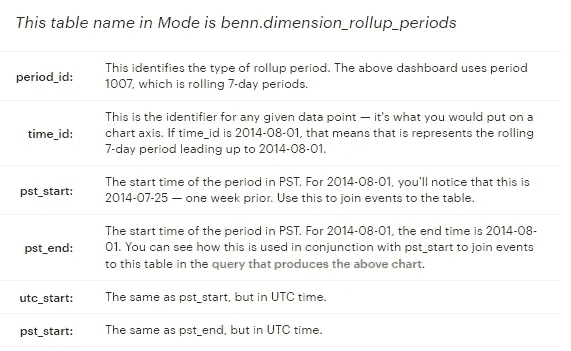 This table name in Mode is benn.dimension_rollup_periods
period_id: This identifies the type of rollup period. The above dashboard uses period
1007, which is rolling 7-day periods.
time_id: This is the identifier for any given data point — it's what you would put on a
chart axis. If time_id is 2014-08-01, that means that is represents the rolling
7-day period leading up to 2014-08-01.
pst_start: The start time of the period in PST. For 2014-08-01, you'll notice that this is
2014-07-25 — one week prior. Use this to join events to the table.
pst_end: The start time of the period in PST. For 2014-08-01, the end time is 2014-08-
01. You can see how this is used in conjunction with pst_start to join events
to this table in the query that produces the above chart.
utc_start: The same as pst_start, but in UTC time.
pst_start: The same as pst_end, but in UTC time.